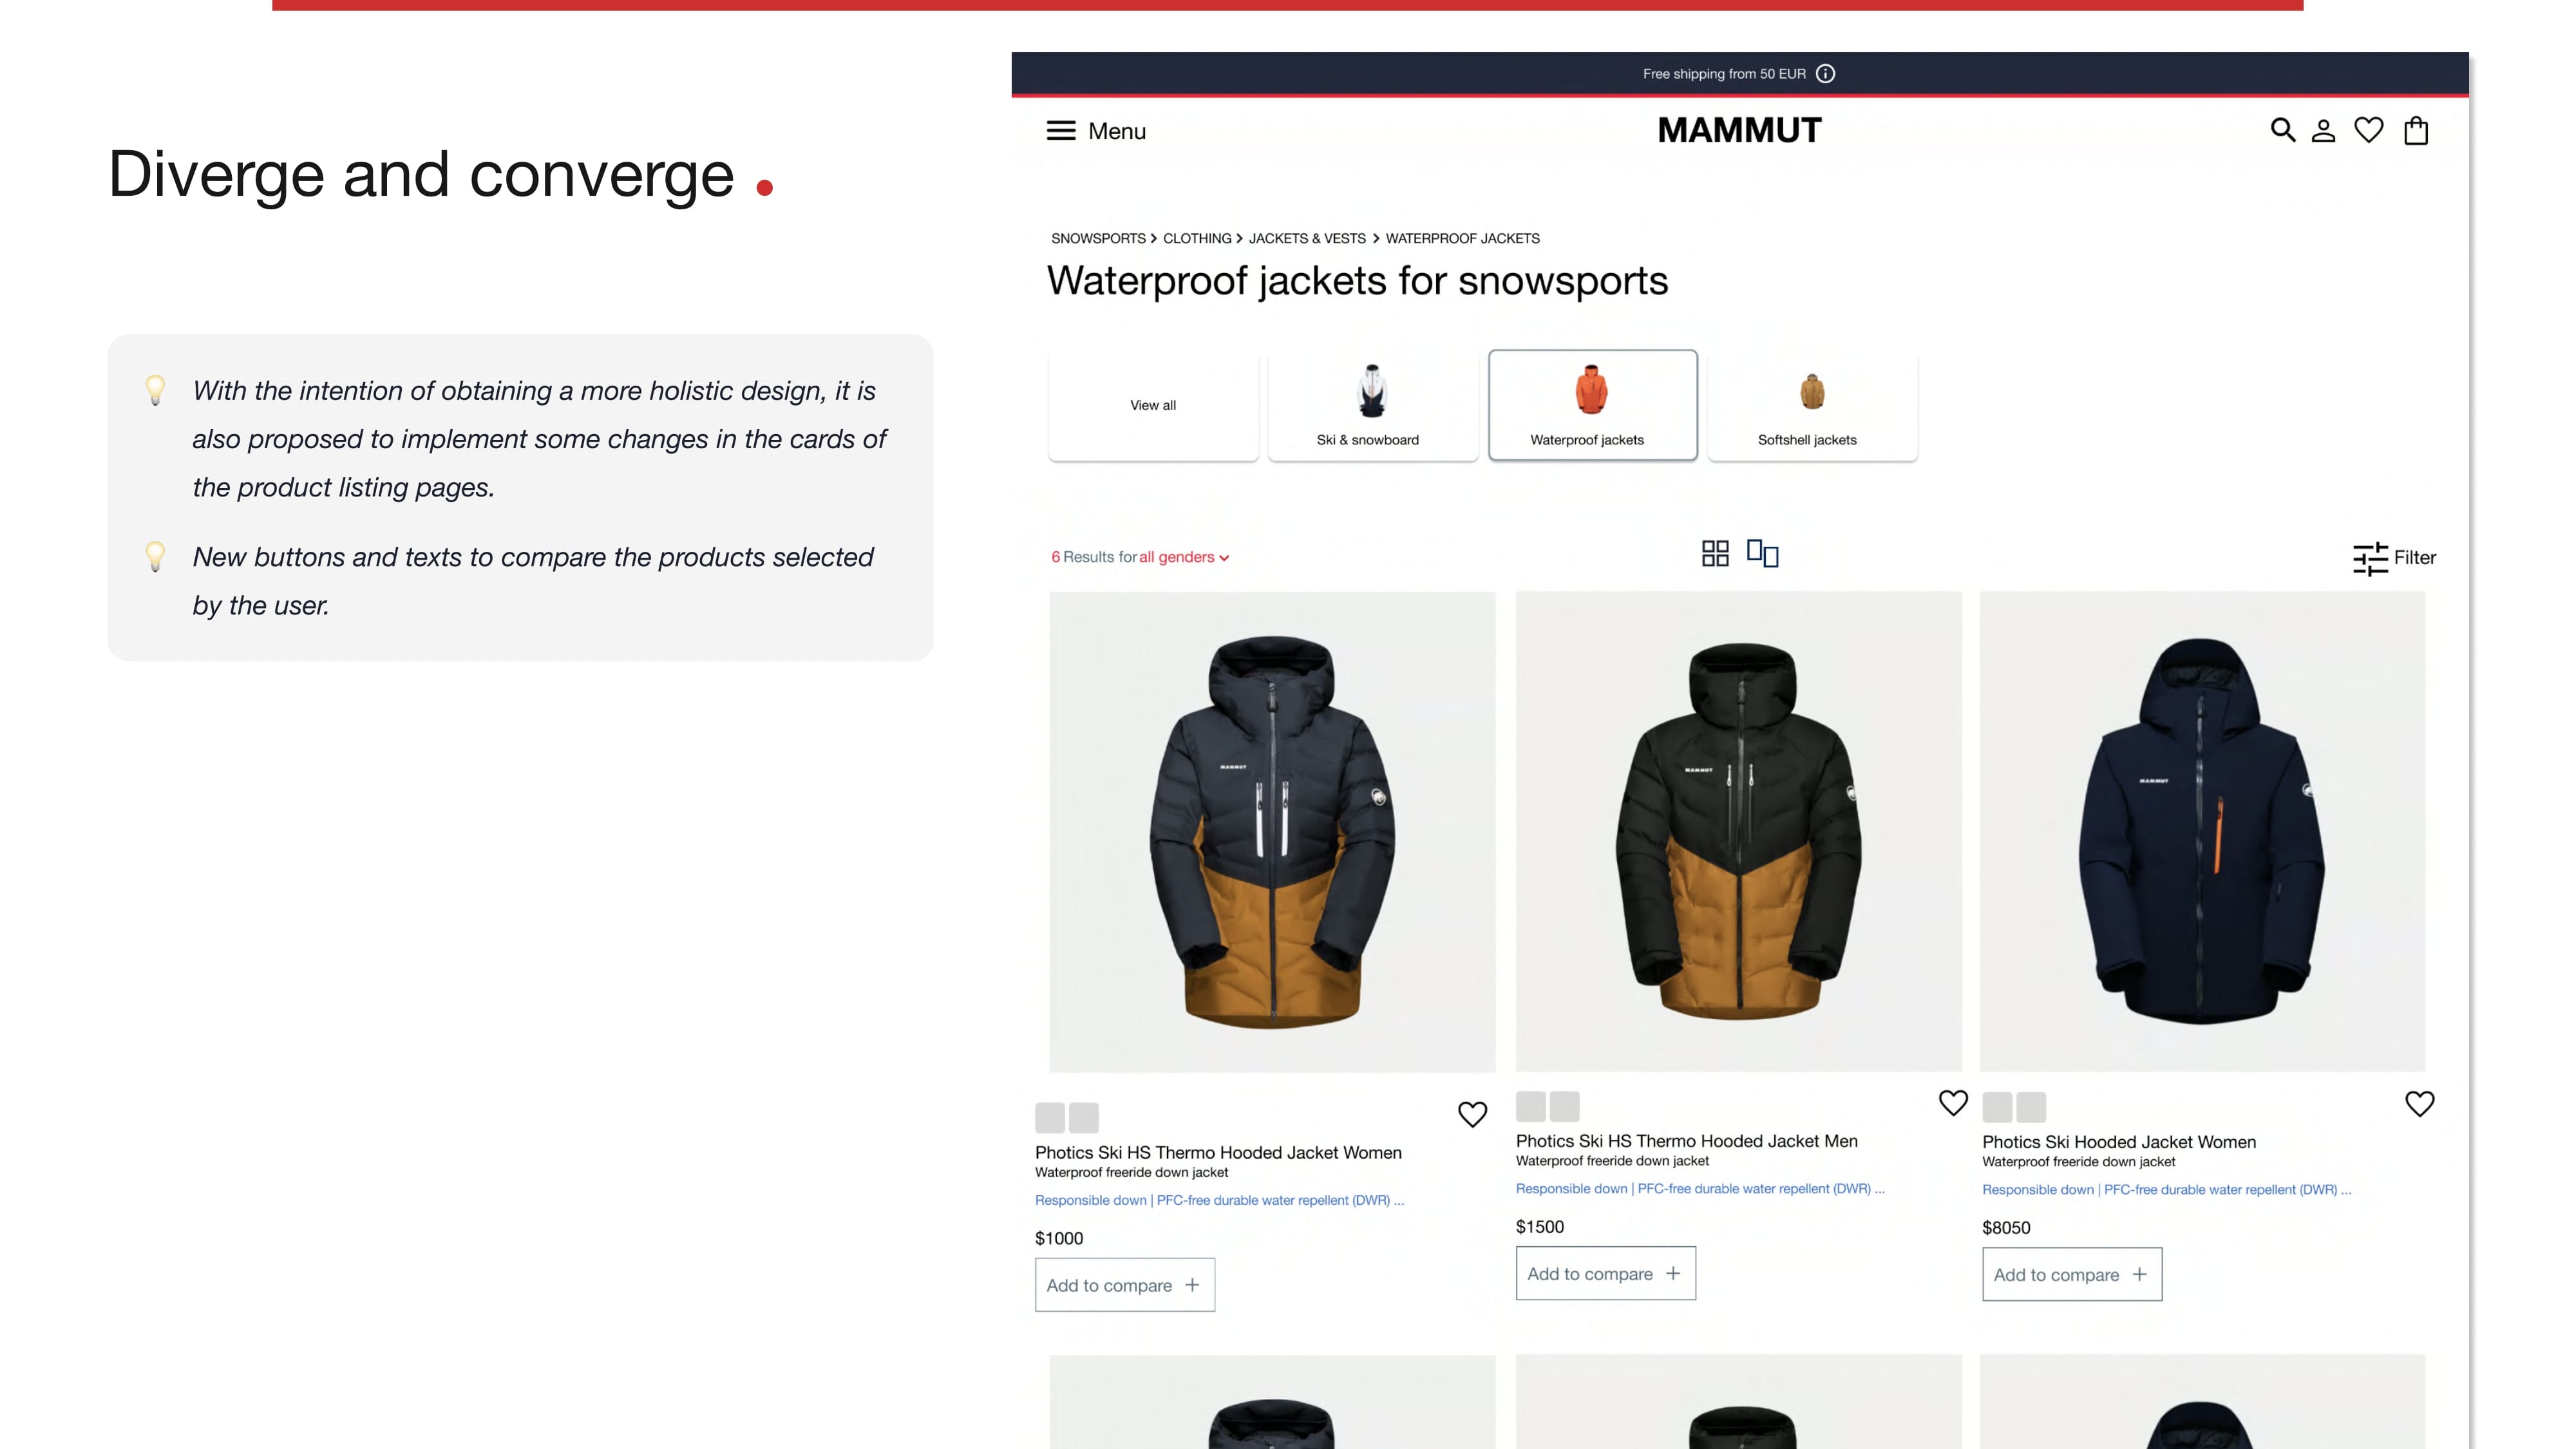 Diverge and converge .
With the intention of obtaining a more holistic design, it is
also proposed to implement some changes in the cards of
the product listing pages.
New buttons and texts to compare the products selected
by the user.
Free shipping from 50 EUR
Menu
MAMMUT
SNOWSPORTS > CLOTHING > JACKETS & VESTS > WATERPROOF JACKETS
Waterproof jackets for snowsports
View all
Ski & snowboard
Waterproof jackets
Softshell jackets
6 Results for all genders
Filter
MAMMUT
MAMMUT
MAMMUT
Photics Ski HS Thermo Hooded Jacket Women
Waterproof freeride down jacket
Responsible down | PFC-free durable water repellent (DWR) ...
$1000
Add to compare +
Photics Ski HS Thermo Hooded Jacket Men
Waterproof freeride down jacket
Responsible down | PFC-free durable water repellent (DWR) ...
$1500
Add to compare +
Photics Ski Hooded Jacket Women
Waterproof freeride down jacket
Responsible down | PFC-free durable water repellent (DWR) ...
$8050
Add to compare +